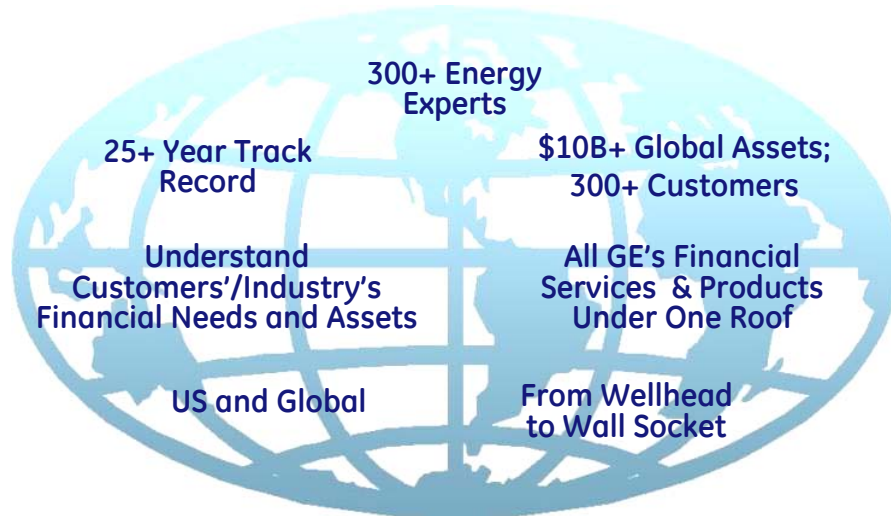 300+ Energy
Experts
25+ Year Track
Record
$10B+ Global Assets;
300+ Customers
Understand
Customers'/Industry's
Financial Needs and Assets
All GE's Financial
Services & Products
Under One Roof
US and Global
From Wellhead
to Wall Socket